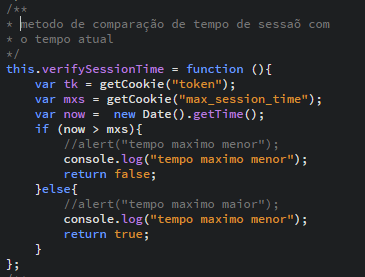 /**
* metodo de comparação de tempo de sessaõ com
* o tempo atual
*/
this.verifySessionTime = function (){
    var tk = getCookie("token");
    var mxs = getCookie("max_session_time");
    var now =  new Date().getTime();
    if (now > mxs){
        //alert("tempo maximo menor");
        console.log("tempo maximo menor");
        return false;
    }else{
        //alert("tempo maximo maior");
        console.log("tempo maximo menor");
        return true;
    }
};